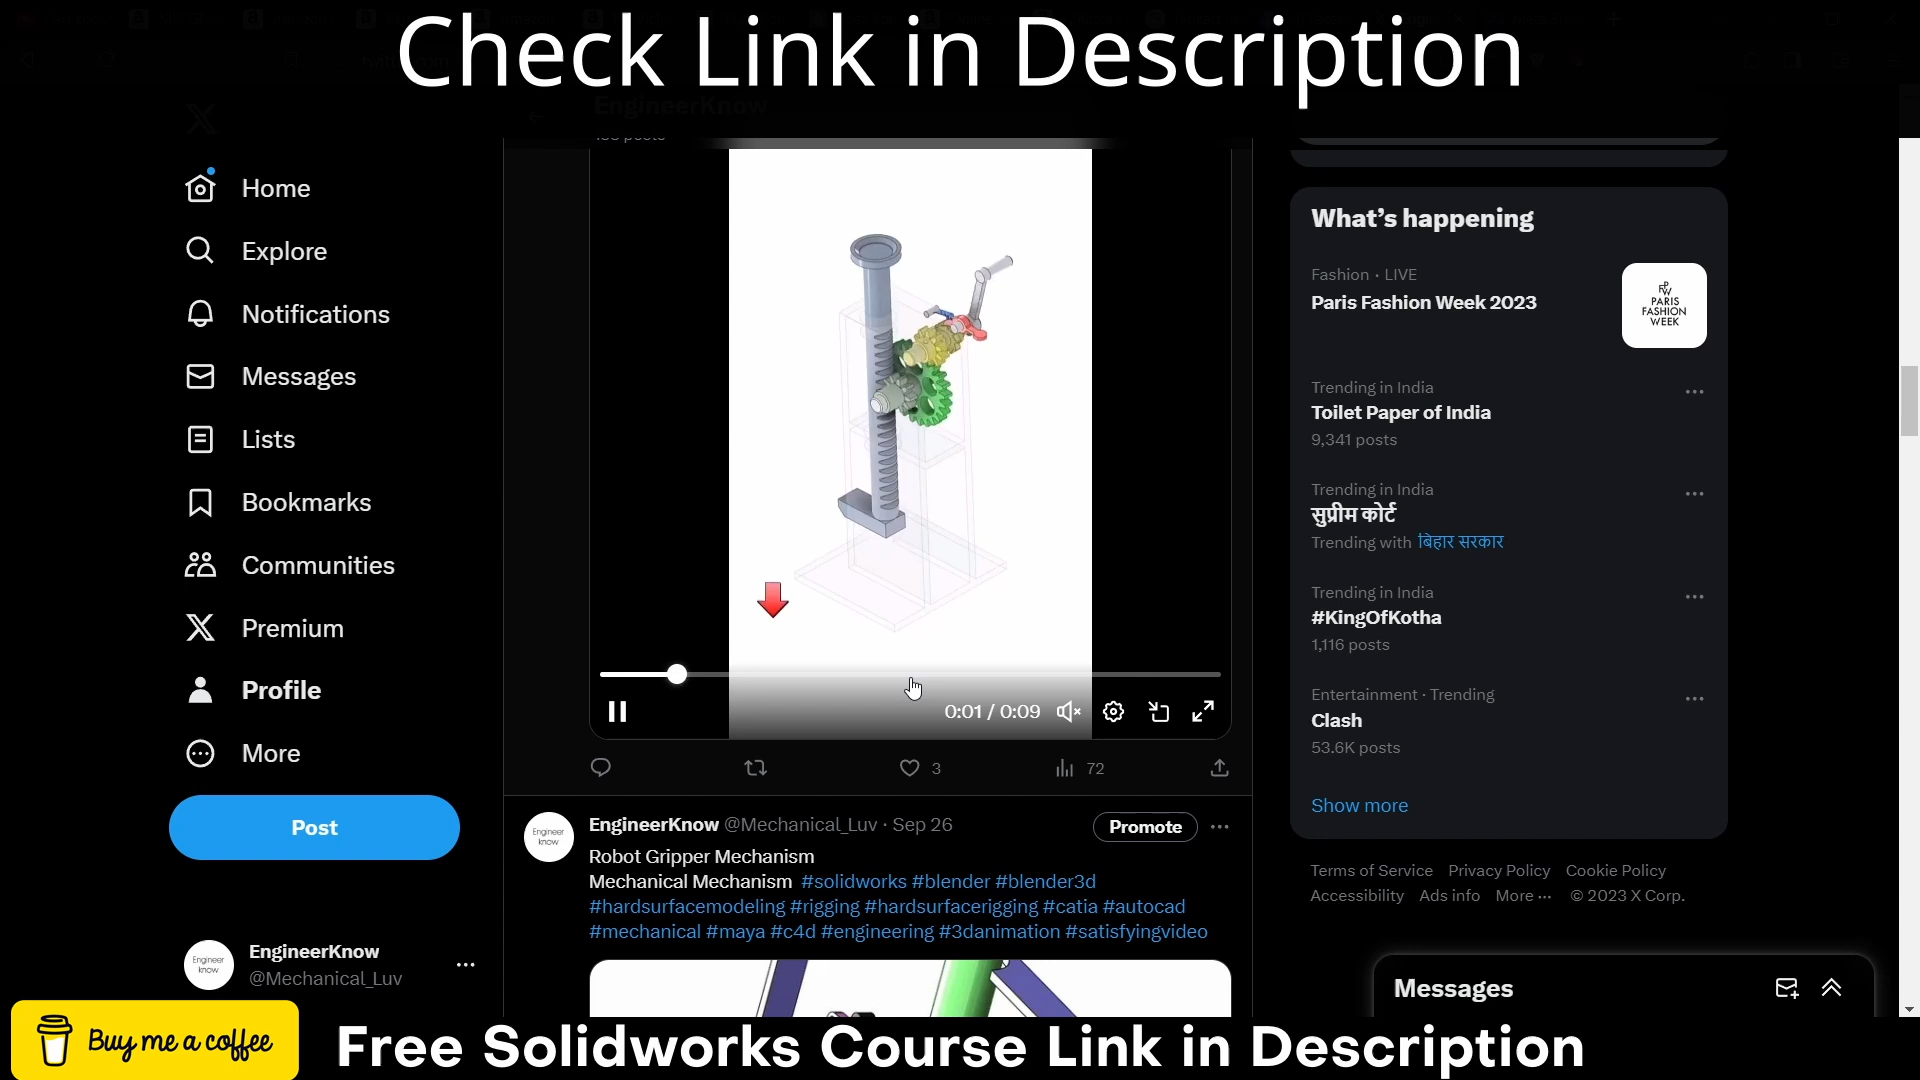 Check Link in Description
EngineerKnow
Home
Explore
Notifications
Messages
Lists
Bookmarks
Communities
Premium
Profile
More
Post
EngineerKnow
@Mechanical_Luv
0:01 / 0:09
3
72
EngineerKnow @Mechanical_Luv · Sep 26
Promote
Robot Gripper Mechanism
Mechanical Mechanism #solidworks #blender #blender3d
#hardsurfacemodeling #rigging #hardsurfacerigging #catia #autocad
#mechanical #maya #c4d #engineering #3danimation #satisfyingvideo
What’s happening
Fashion · LIVE
Paris Fashion Week 2023
PARIS
FASHION
WEEK
Trending in India
Toilet Paper of India
9,341 posts
Trending in India
सुप्रीम कोर्ट
Trending with बिहार सरकार
Trending in India
#KingOfKotha
1,116 posts
Entertainment · Trending
Clash
53.6K posts
Show more
Terms of Service Privacy Policy Cookie Policy
Accessibility Ads info More ··· © 2023 X Corp.
Messages
Engineer
know
Engineer
know
Buy me a coffee
Free Solidworks Course Link in Description